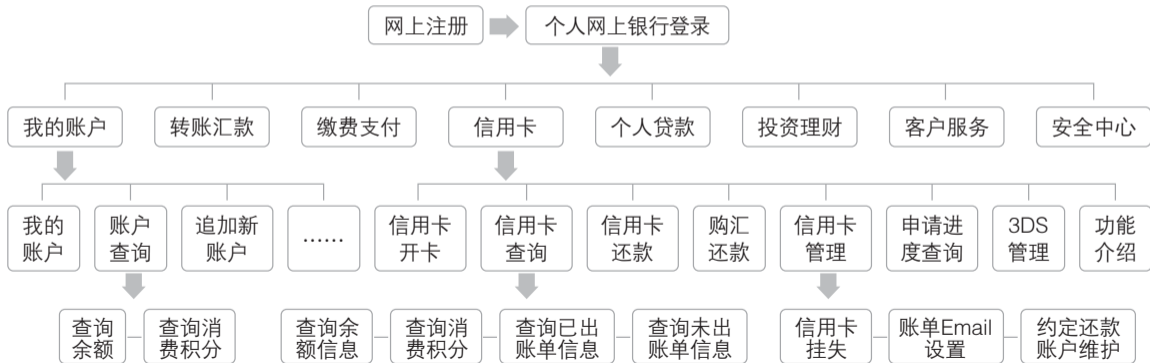 网上注册
个人网上银行登录
我的账户
转账汇款
缴费支付
信用卡
个人贷款
投资理财
客户服务
安全中心
我的
账户
账户
查询
追加新
账户
……
信用卡
开卡
信用卡
查询
信用卡
还款
购汇
还款
信用卡
管理
申请进
度查询
3DS
管理
功能
介绍
查询
余额
查询消
费积分
查询余
额信息
查询消
费积分
查询已出
账单信息
查询未出
账单信息
信用卡
挂失
账单Email
设置
约定还款
账户维护